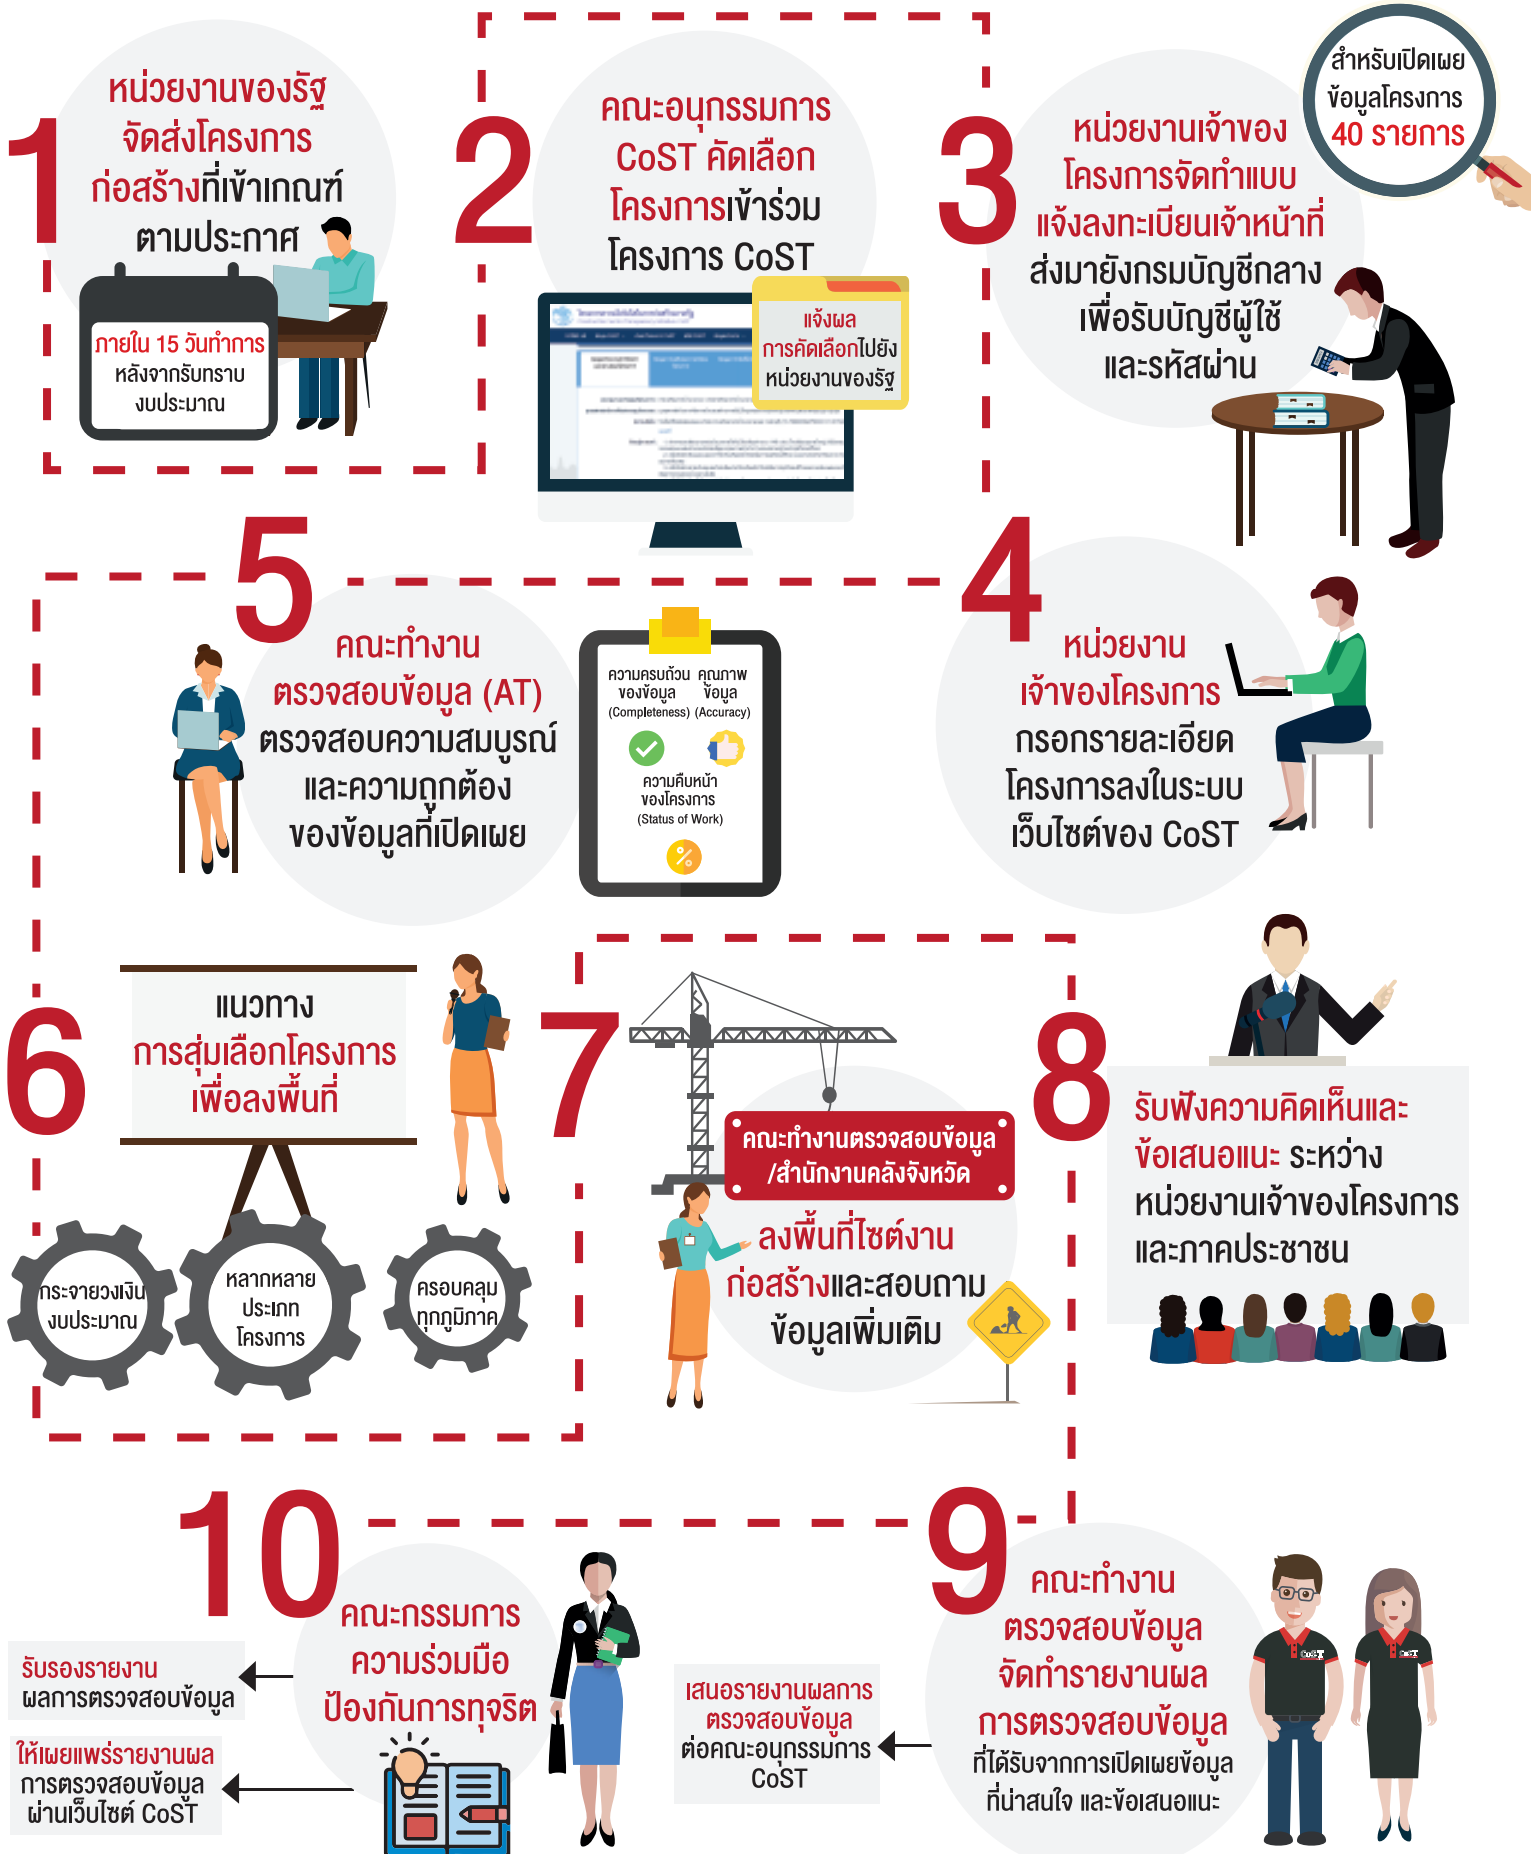 1
หน่วยงานของรัฐ
จัดส่งโครงการ
ก่อสร้างที่เข้าเกณฑ์
ตามประกาศ
ภายใน 15 วันทำการ
หลังจากรับทราบ
งบประมาณ
2
คณะอนุกรรมการ
CoST คัดเลือก
โครงการเข้าร่วม
โครงการ CoST
แจ้งผล
การคัดเลือกไปยัง
หน่วยงานของรัฐ
3
หน่วยงานเจ้าของ
โครงการจัดทำแบบ
แจ้งลงทะเบียนเจ้าหน้าที่
ส่งมายังกรมบัญชีกลาง
เพื่อรับบัญชีผู้ใช้
และรหัสผ่าน
สำหรับเปิดเผย
ข้อมูลโครงการ
40 รายการ
4
หน่วยงาน
เจ้าของโครงการ
กรอกรายละเอียด
โครงการลงในระบบ
เว็บไซต์ของ CoST
5
คณะทำงาน
ตรวจสอบข้อมูล (AT)
ตรวจสอบความสมบูรณ์
และความถูกต้อง
ของข้อมูลที่เปิดเผย
ความครบถ้วน
ของข้อมูล
(Completeness)
คุณภาพ
ข้อมูล
(Accuracy)
ความคืบหน้า
ของโครงการ
(Status of Work)
6
แนวทาง
การสุ่มเลือกโครงการ
เพื่อลงพื้นที่
กระจายวงเงิน
งบประมาณ
หลากหลาย
ประเภท
โครงการ
ครอบคลุม
ทุกภูมิภาค
7
คณะทำงานตรวจสอบข้อมูล
/สำนักงานคลังจังหวัด
ลงพื้นที่ไซต์งาน
ก่อสร้างและสอบถาม
ข้อมูลเพิ่มเติม
8
รับฟังความคิดเห็นและ
ข้อเสนอแนะ ระหว่าง
หน่วยงานเจ้าของโครงการ
และภาคประชาชน
9
คณะทำงาน
ตรวจสอบข้อมูล
จัดทำรายงานผล
การตรวจสอบข้อมูล
ที่ได้รับจากการเปิดเผยข้อมูล
ที่น่าสนใจ และข้อเสนอแนะ
CoST
CoST
เสนอรายงานผลการ
ตรวจสอบข้อมูล
ต่อคณะอนุกรรมการ
CoST
10
คณะกรรมการ
ความร่วมมือ
ป้องกันการทุจริต
รับรองรายงาน
ผลการตรวจสอบข้อมูล
ให้เผยแพร่รายงานผล
การตรวจสอบข้อมูล
ผ่านเว็บไซต์ CoST